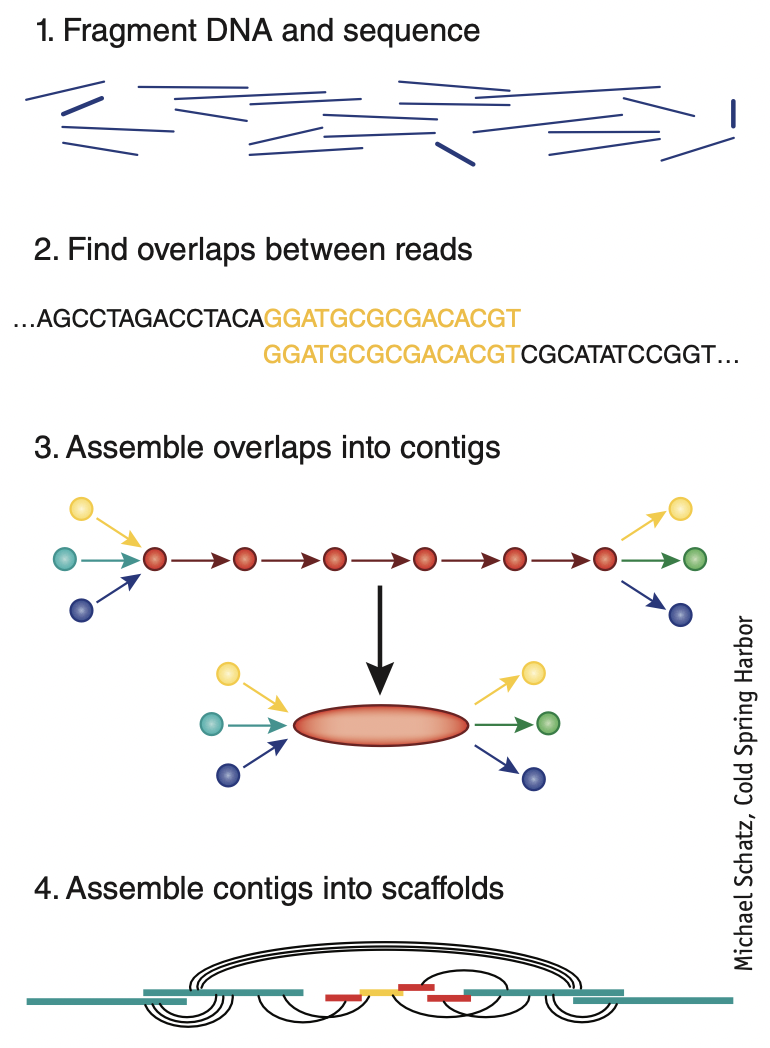 1. Fragment DNA and sequence
2. Find overlaps between reads
...AGCCTAGACCTACAGGATGCGCGACACGT
GGATGCGCGACACGTCGCATATCCGGT...
3. Assemble overlaps into contigs
4. Assemble contigs into scaffolds
Michael Schatz, Cold Spring Harbor